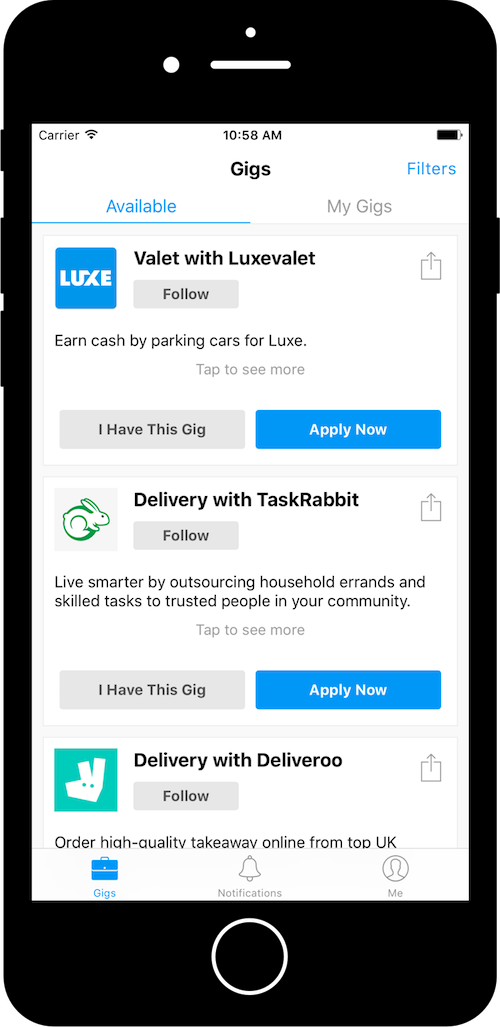 Carrier
10:58 AM
Gigs
Filters
Available
My Gigs
LUXE
Valet with Luxevalet
Follow
Earn cash by parking cars for Luxe.
Tap to see more
I Have This Gig
Apply Now
Delivery with TaskRabbit
Follow
Live smarter by outsourcing household errands and
skilled tasks to trusted people in your community.
Tap to see more
I Have This Gig
Apply Now
Delivery with Deliveroo
Follow
Order high-quality takeaway online from top UK
Gigs
Notifications
Me